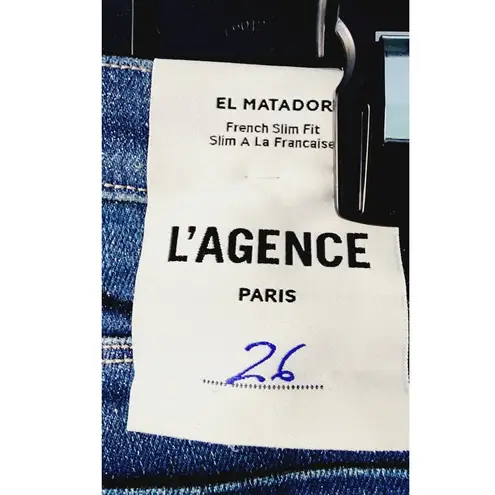 EL MATADOR
French Slim Fit
Slim A La Francaise
L'AGENCE
PARIS
26